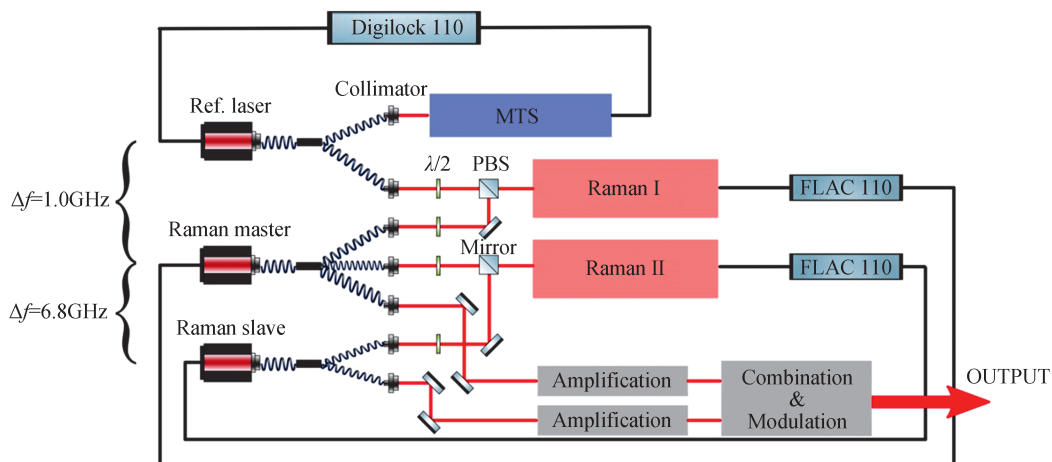 Digilock 110
Collimator
Ref. laser
MTS
λ/2
PBS
Δf=1.0GHz
Raman I
FLAC 110
Raman master
Mirror
Raman II
FLAC 110
Δf=6.8GHz
Raman slave
Amplification
Combination
&
Modulation
OUTPUT
Amplification